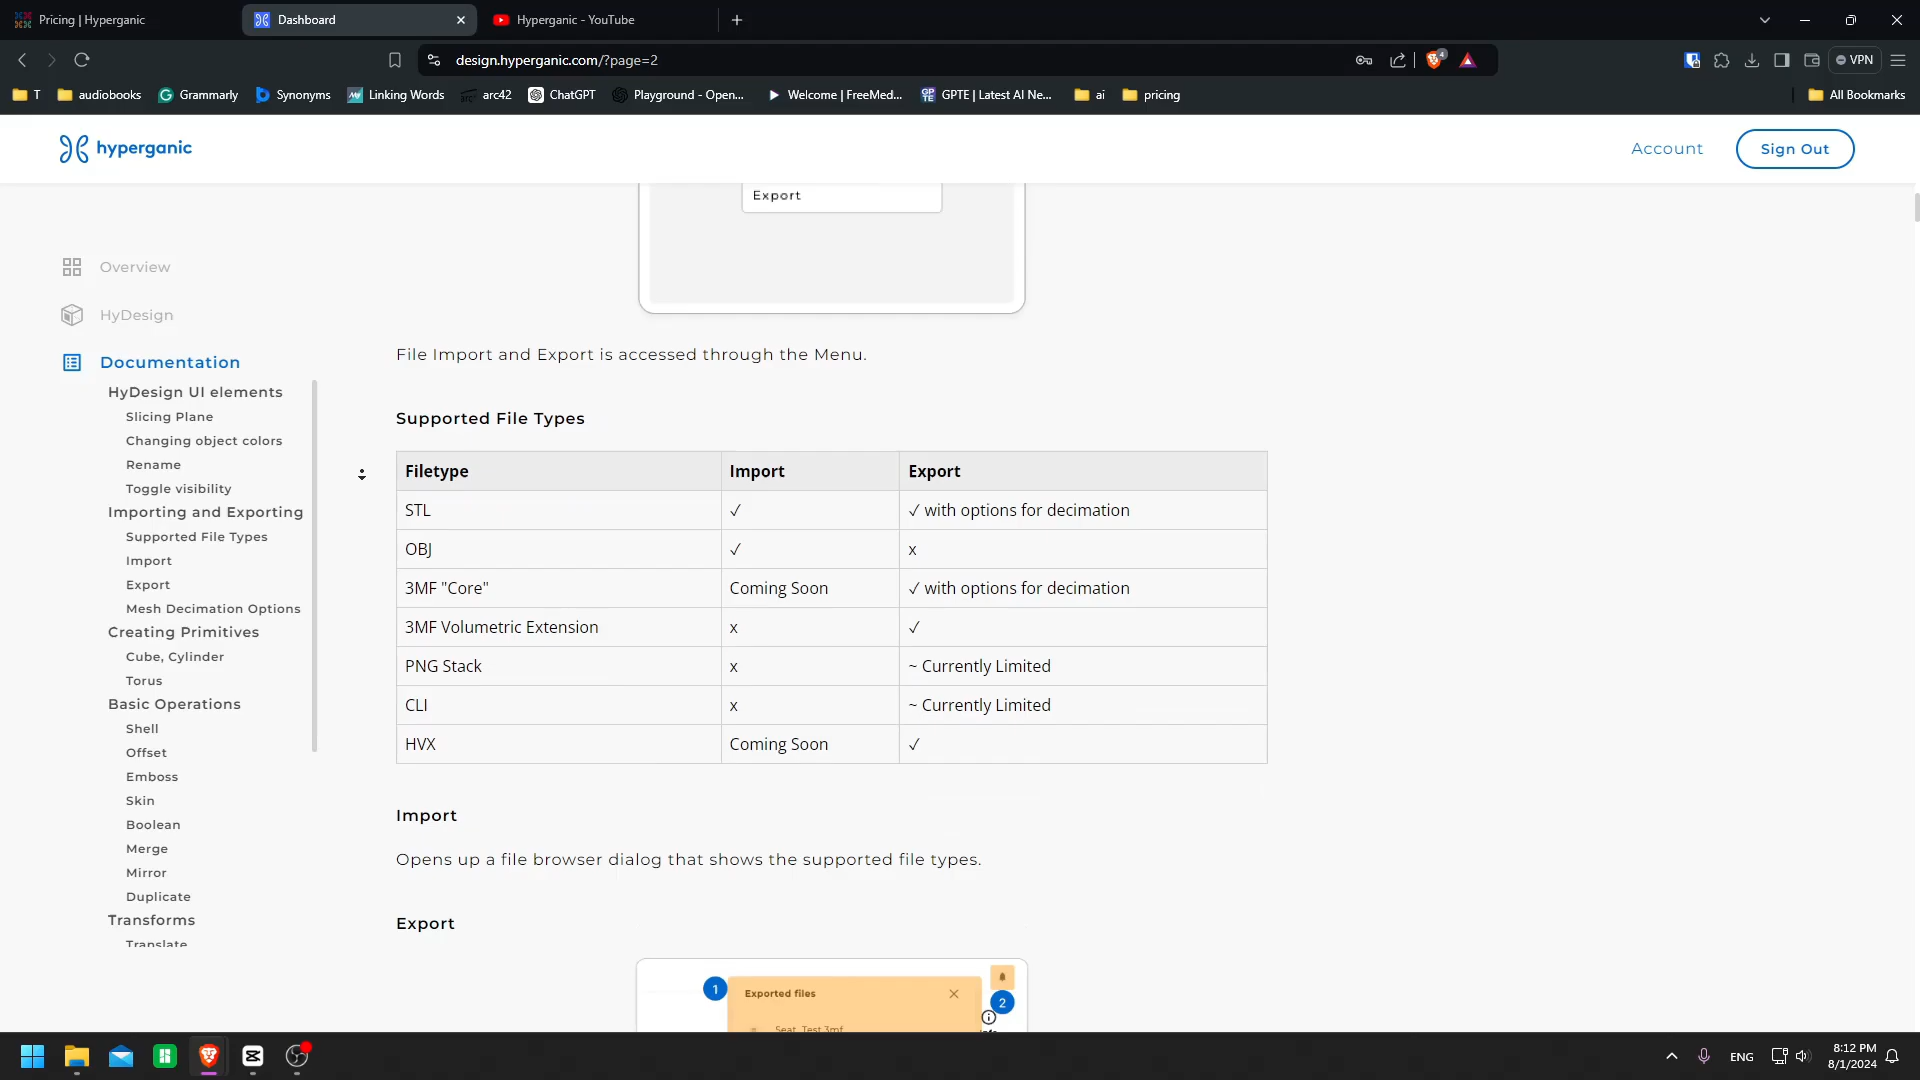 Pricing | Hyperganic
Dashboard
Hyperganic - YouTube
design.hyperganic.com/?page=2
4
VPN
T
audiobooks
Grammarly
Synonyms
Linking Words
arc42
ChatGPT
Playground - Open...
Welcome | FreeMed...
GPTE | Latest AI Ne...
ai
pricing
All Bookmarks
hyperganic
Account
Sign Out
Export
Overview
HyDesign
Documentation
HyDesign UI elements
Slicing Plane
Changing object colors
Rename
Toggle visibility
Importing and Exporting
Supported File Types
Import
Export
Mesh Decimation Options
Creating Primitives
Cube, Cylinder
Torus
Basic Operations
Shell
Offset
Emboss
Skin
Boolean
Merge
Mirror
Duplicate
Transforms
Translate
File Import and Export is accessed through the Menu.
Supported File Types
Filetype Import Export
STL ✓ ✓ with options for decimation
OBJ ✓ x
3MF "Core" Coming Soon ✓ with options for decimation
3MF Volumetric Extension x ✓
PNG Stack x ~ Currently Limited
CLI x ~ Currently Limited
HVX Coming Soon ✓
Import
Opens up a file browser dialog that shows the supported file types.
Export
1
Exported files
2
Seat_Test.3mf
ENG
8:12 PM
8/1/2024